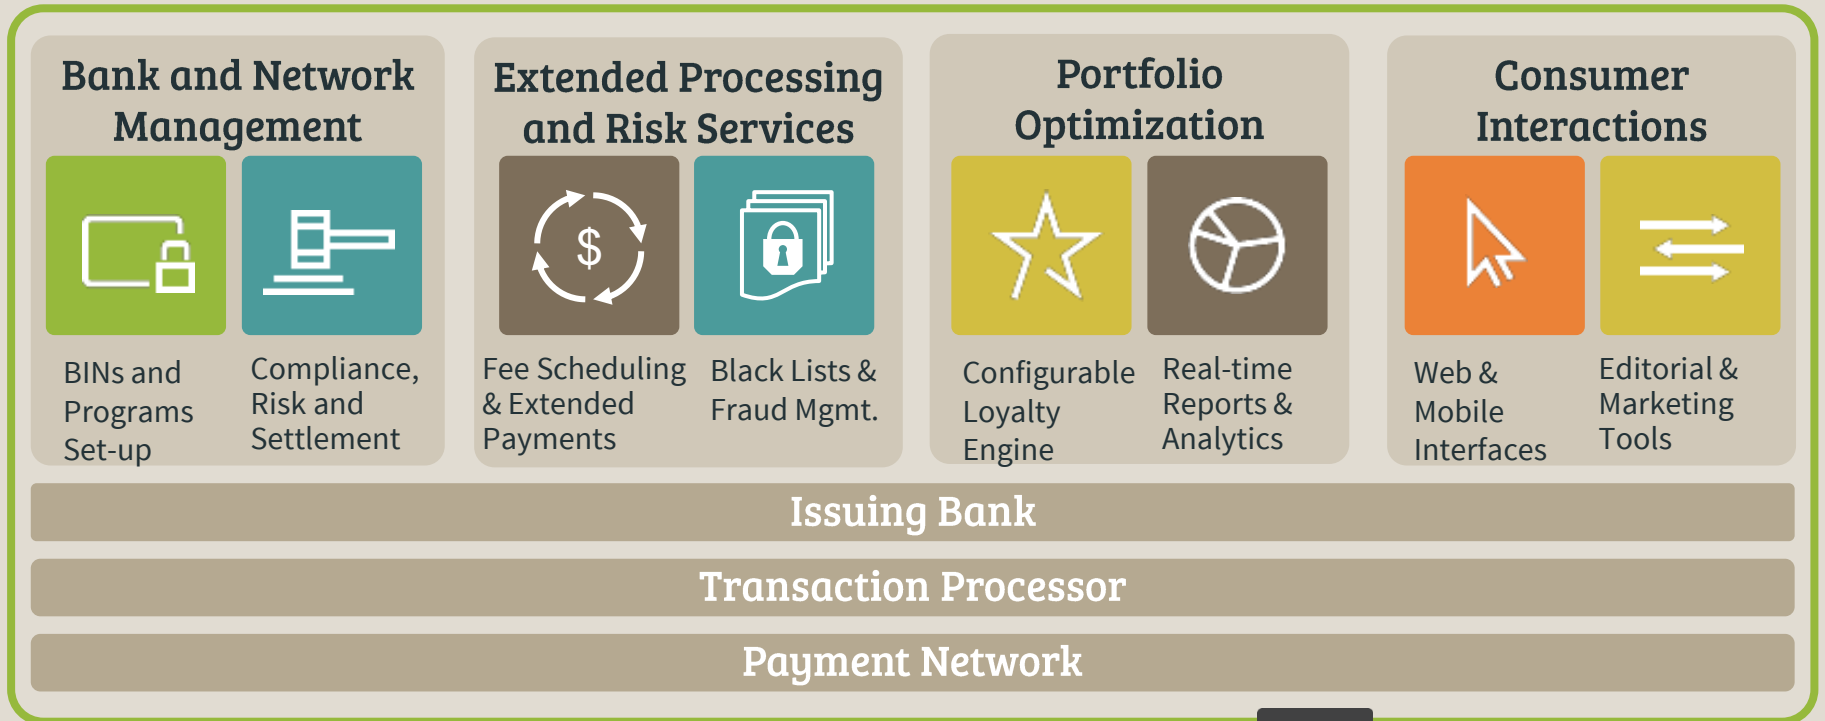 Bank and Network
Management
BINs and
Programs
Set-up
Compliance,
Risk and
Settlement
Extended Processing
and Risk Services
$
Fee Scheduling
& Extended
Payments
Black Lists &
Fraud Mgmt.
Portfolio
Optimization
Configurable
Loyalty
Engine
Real-time
Reports &
Analytics
Consumer
Interactions
Web &
Mobile
Interfaces
Editorial &
Marketing
Tools
Issuing Bank
Transaction Processor
Payment Network